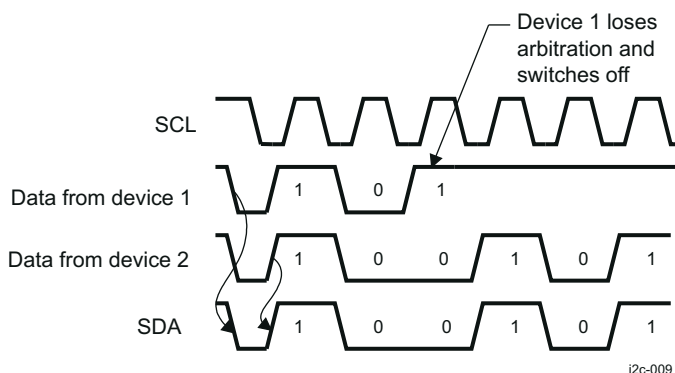 Device 1 loses
arbitration and
switches off
SCL
Data from device 1
1 0 1
Data from device 2
1 0 0 1 0 1
SDA
1 0 0 1 0 1
i2c-009